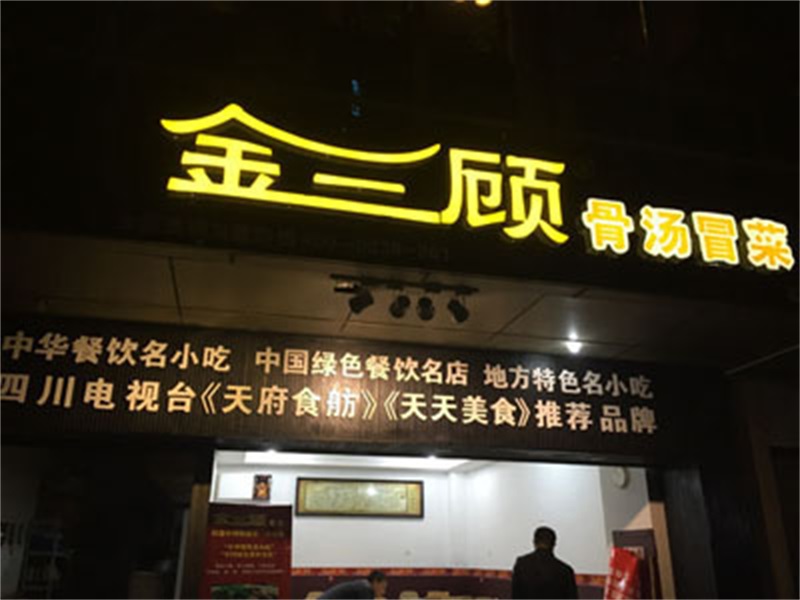 金三顾 骨汤冒菜
中华餐饮名小吃 中国绿色餐饮名店 地方特色名小吃
四川电视台《天府食舫》《天天美食》推荐品牌